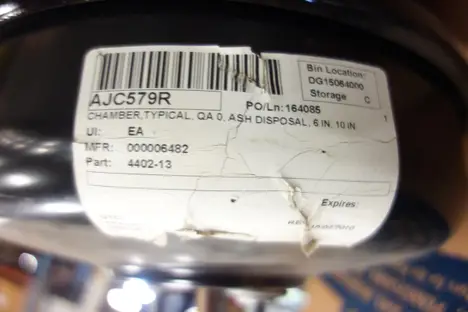 Bin Location:
DG15064000
Storage C
AJC579R
PO/Ln: 164085 1
CHAMBER,TYPICAL, QA 0, ASH DISPOSAL, 6 IN, 10 IN
UI: EA
MFR: 000006482
Part: 4402-13
Expires: